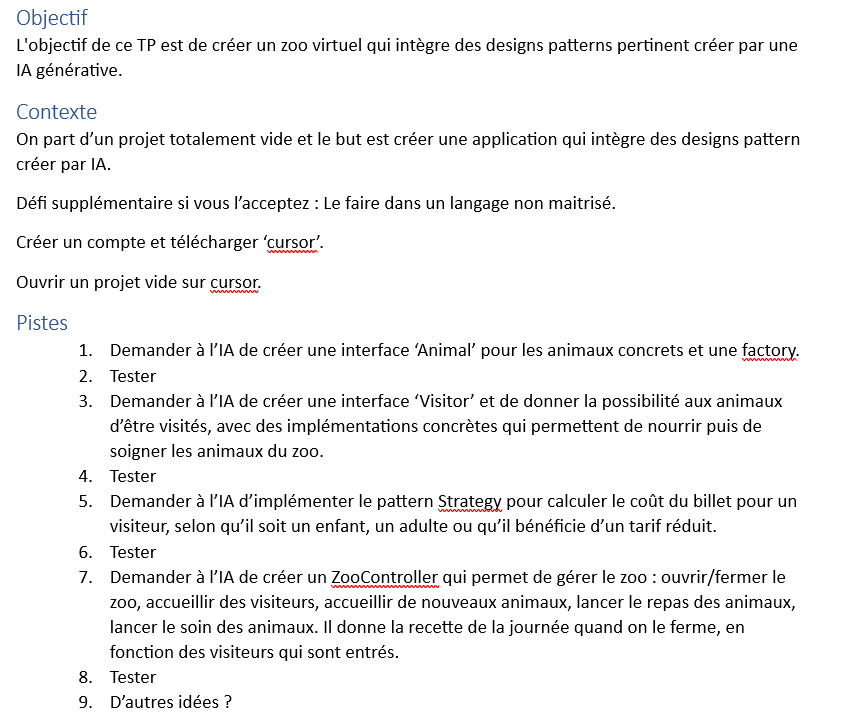 Objectif
L'objectif de ce TP est de créer un zoo virtuel qui intègre des designs patterns pertinent créer par une
IA générative.
Contexte
On part d’un projet totalement vide et le but est créer une application qui intègre des designs pattern
créer par IA.
Défi supplémentaire si vous l’acceptez : Le faire dans un langage non maitrisé.
Créer un compte et télécharger ‘cursor’.
Ouvrir un projet vide sur cursor.
Pistes
1. Demander à l’IA de créer une interface ‘Animal’ pour les animaux concrets et une factory.
2. Tester
3. Demander à l’IA de créer une interface ‘Visitor’ et de donner la possibilité aux animaux
d’être visités, avec des implémentations concrètes qui permettent de nourrir puis de
soigner les animaux du zoo.
4. Tester
5. Demander à l’IA d’implémenter le pattern Strategy pour calculer le coût du billet pour un
visiteur, selon qu’il soit un enfant, un adulte ou qu’il bénéficie d’un tarif réduit.
6. Tester
7. Demander à l’IA de créer un ZooController qui permet de gérer le zoo : ouvrir/fermer le
zoo, accueillir des visiteurs, accueillir de nouveaux animaux, lancer le repas des animaux,
lancer le soin des animaux. Il donne la recette de la journée quand on le ferme, en
fonction des visiteurs qui sont entrés.
8. Tester
9. D’autres idées ?